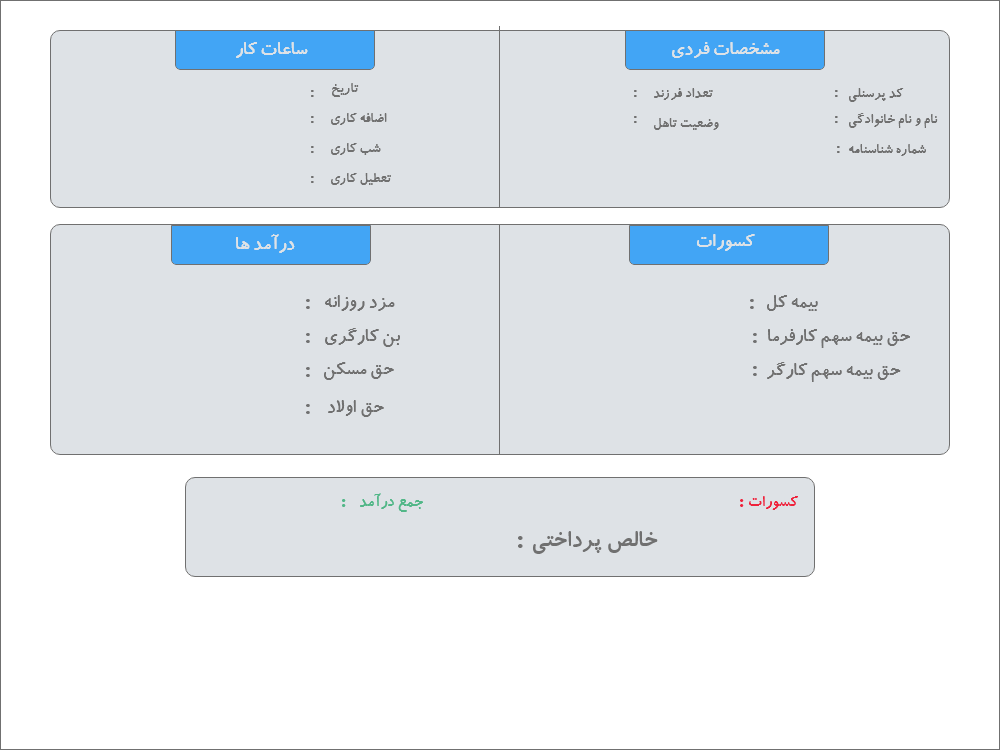 مشخصات فردی
کد پرسنلی :
نام و نام خانوادگی :
شماره شناسنامه :
تعداد فرزند :
وضعیت تاهل :
ساعات کار
تاریخ :
اضافه کاری :
شب کاری :
تعطیل کاری :
کسورات
بیمه کل :
حق بیمه سهم کارفرما :
حق بیمه سهم کارگر :
درآمد ها
مزد روزانه :
بن کارگری :
حق مسکن :
حق اولاد :
کسورات :
جمع درآمد :
خالص پرداختی :